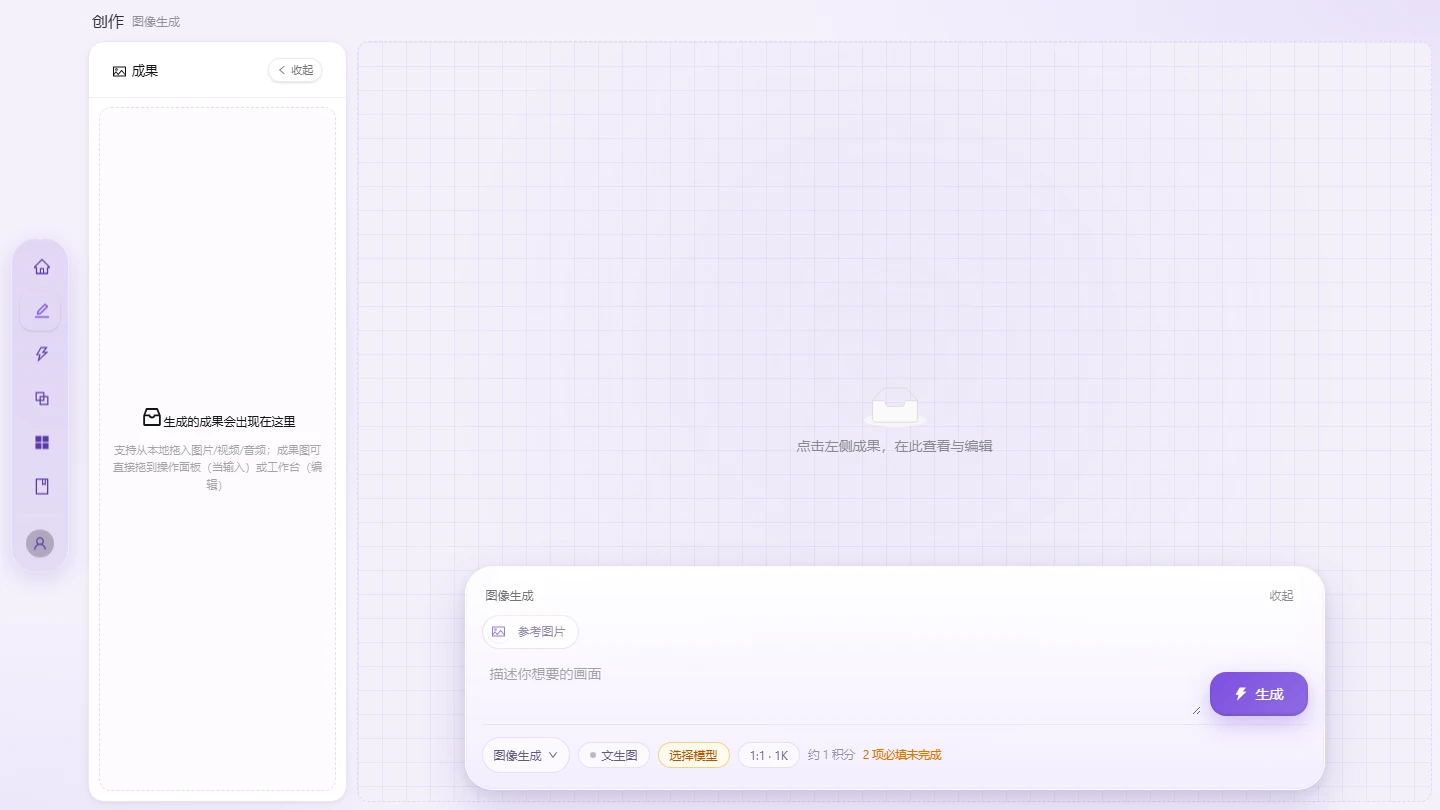 创作 图像生成
成果
收起
生成的成果会出现在这里
支持从本地拖入图片/视频/音频；成果图可
直接拖到操作面板（当输入）或工作台（编
辑）
点击左侧成果，在此查看与编辑
图像生成
收起
参考图片
描述你想要的画面
生成
图像生成 文生图 选择模型 1:1 · 1K 约 1 积分 2 项必填未完成